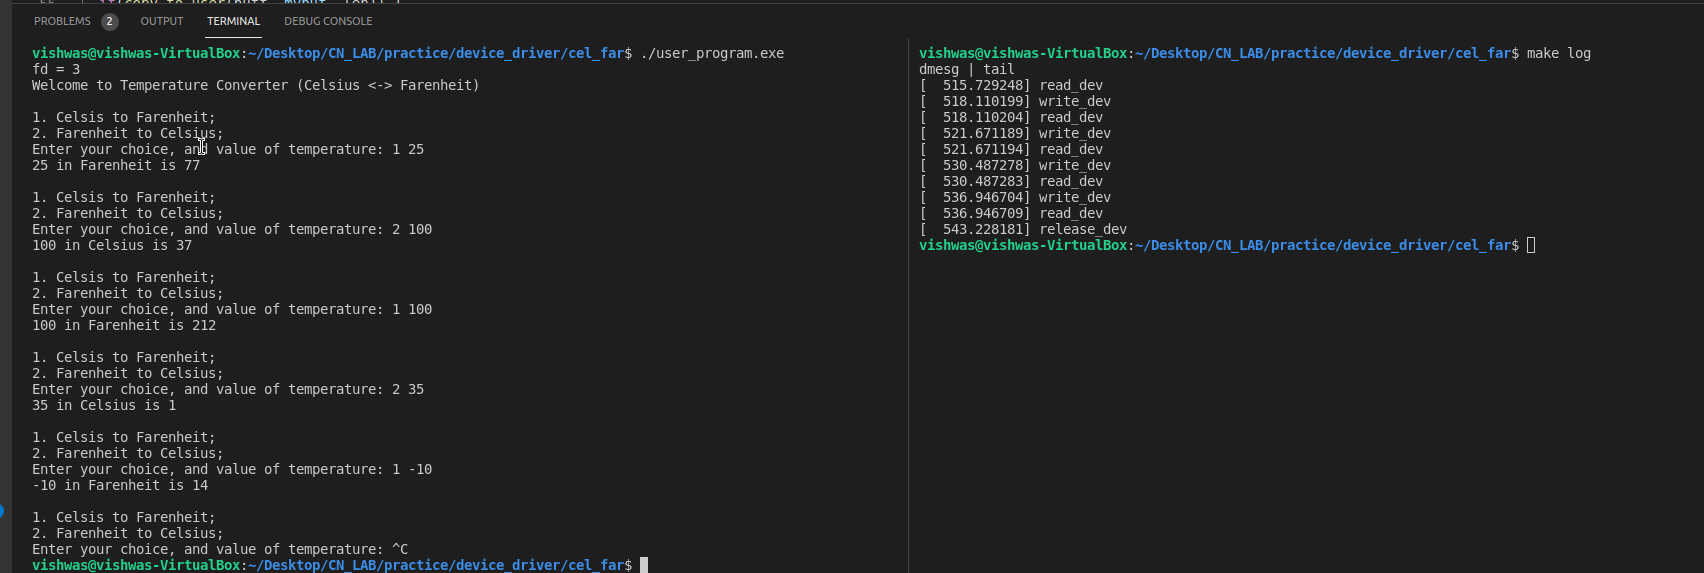 PROBLEMS 2 OUTPUT TERMINAL DEBUG CONSOLE
vishwas@vishwas-VirtualBox:~/Desktop/CN_LAB/practice/device_driver/cel_far$ ./user_program.exe
fd = 3
Welcome to Temperature Converter (Celsius <-> Farenheit)
1. Celsis to Farenheit;
2. Farenheit to Celsius;
Enter your choice, and value of temperature: 1 25
25 in Farenheit is 77
1. Celsis to Farenheit;
2. Farenheit to Celsius;
Enter your choice, and value of temperature: 2 100
100 in Celsius is 37
1. Celsis to Farenheit;
2. Farenheit to Celsius;
Enter your choice, and value of temperature: 1 100
100 in Farenheit is 212
1. Celsis to Farenheit;
2. Farenheit to Celsius;
Enter your choice, and value of temperature: 2 35
35 in Celsius is 1
1. Celsis to Farenheit;
2. Farenheit to Celsius;
Enter your choice, and value of temperature: 1 -10
-10 in Farenheit is 14
1. Celsis to Farenheit;
2. Farenheit to Celsius;
Enter your choice, and value of temperature: ^C
vishwas@vishwas-VirtualBox:~/Desktop/CN_LAB/practice/device_driver/cel_far$
vishwas@vishwas-VirtualBox:~/Desktop/CN_LAB/practice/device_driver/cel_far$ make log
dmesg | tail
[  515.729248] read_dev
[  518.110199] write_dev
[  518.110204] read_dev
[  521.671189] write_dev
[  521.671194] read_dev
[  530.487278] write_dev
[  530.487283] read_dev
[  536.946704] write_dev
[  536.946709] read_dev
[  543.228181] release_dev
vishwas@vishwas-VirtualBox:~/Desktop/CN_LAB/practice/device_driver/cel_far$